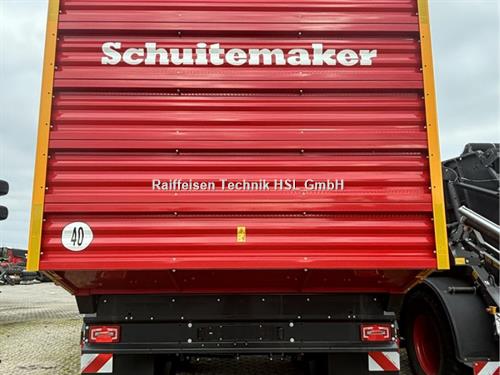 Schuitemaker
Raiffeisen Technik HSL GmbH
40